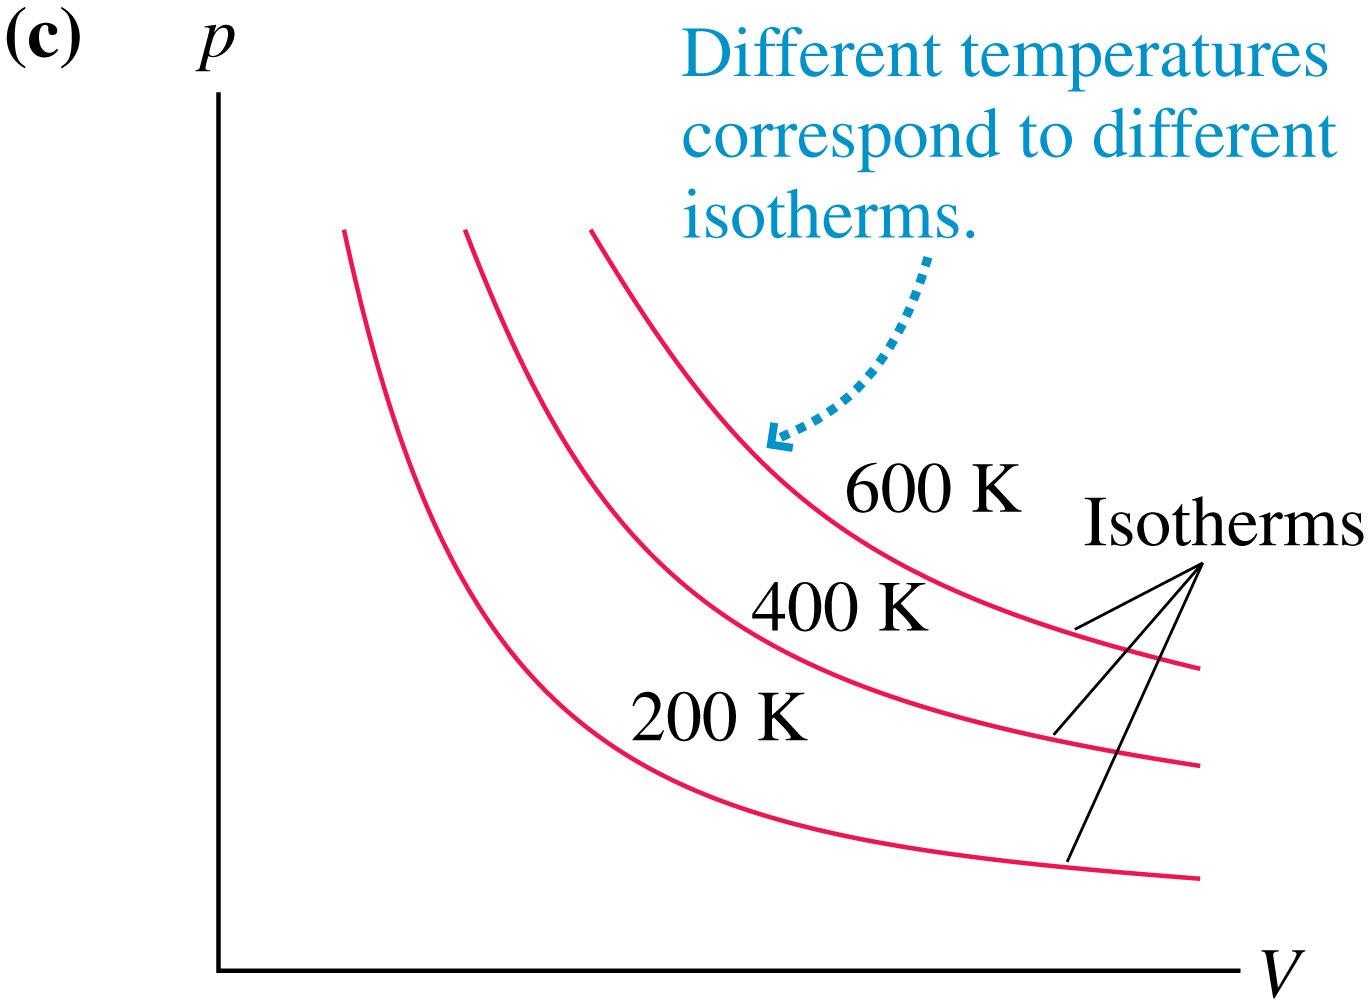 (c)
p
Different temperatures
correspond to different
isotherms.
600 K
Isotherms
400 K
200 K
V